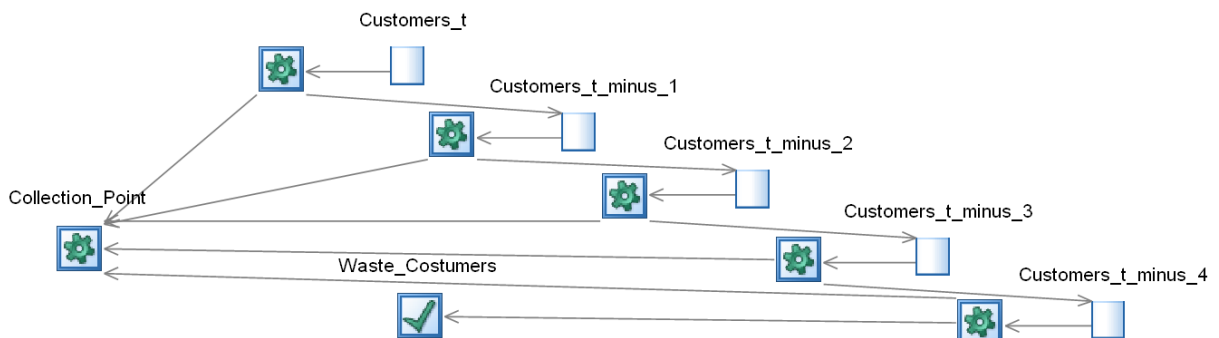 Customers_t
Customers_t_minus_1
Customers_t_minus_2
Collection_Point
Customers_t_minus_3
Waste_Costumers
Customers_t_minus_4